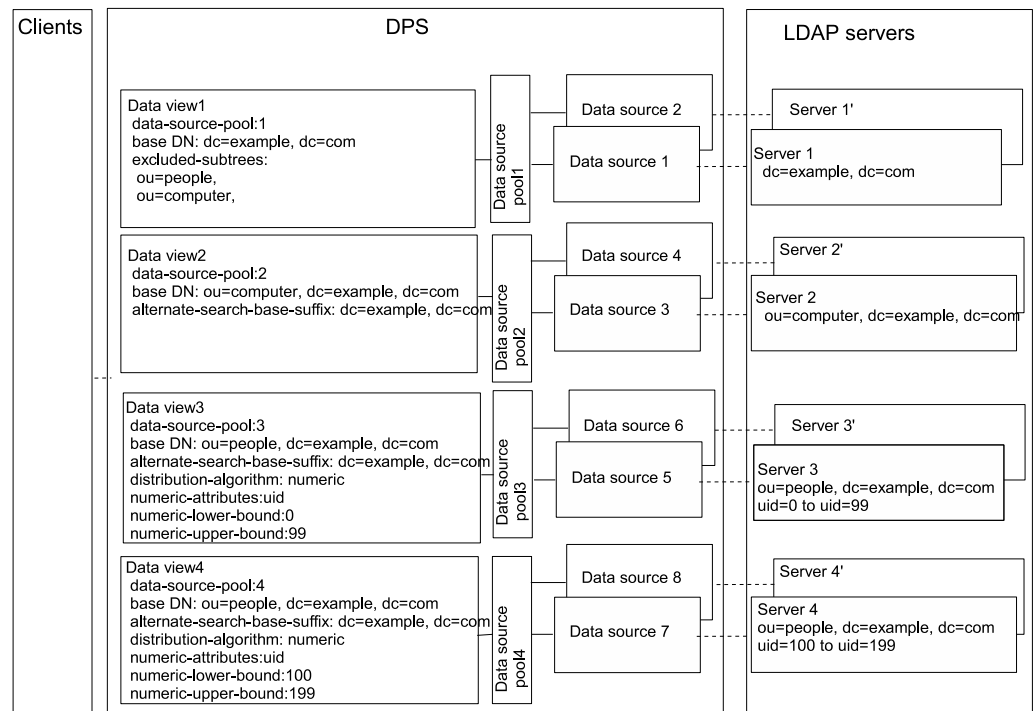 Clients
DPS
LDAP servers
Data view1
data-source-pool:1
base DN: dc=example, dc=com
excluded-subtrees:
ou=people,
ou=computer,
Data source
pool1
Data source 2
Data source 1
Server 1'
Server 1
dc=example, dc=com
Data view2
data-source-pool:2
base DN: ou=computer, dc=example, dc=com
alternate-search-base-suffix: dc=example, dc=com
Data source
pool2
Data source 4
Data source 3
Server 2'
Server 2
ou=computer, dc=example, dc=com
Data view3
data-source-pool:3
base DN: ou=people, dc=example, dc=com
alternate-search-base-suffix: dc=example, dc=com
distribution-algorithm: numeric
numeric-attributes:uid
numeric-lower-bound:0
numeric-upper-bound:99
Data source
pool3
Data source 6
Data source 5
Server 3'
Server 3
ou=people, dc=example, dc=com
uid=0 to uid=99
Data view4
data-source-pool:4
base DN: ou=people, dc=example, dc=com
alternate-search-base-suffix: dc=example, dc=com
distribution-algorithm: numeric
numeric-attributes:uid
numeric-lower-bound:100
numeric-upper-bound:199
Data source
pool4
Data source 8
Data source 7
Server 4'
Server 4
ou=people, dc=example, dc=com
uid=100 to uid=199